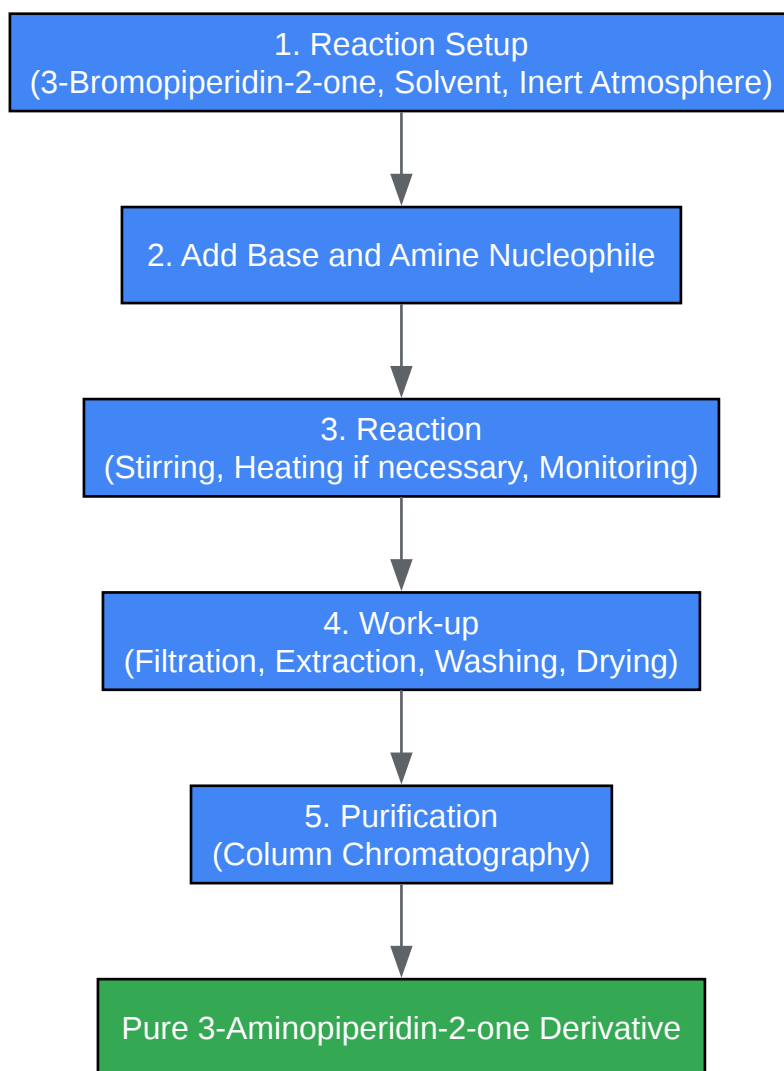 1. Reaction Setup
(3-Bromopiperidin-2-one, Solvent, Inert Atmosphere)
2. Add Base and Amine Nucleophile
3. Reaction
(Stirring, Heating if necessary, Monitoring)
4. Work-up
(Filtration, Extraction, Washing, Drying)
5. Purification
(Column Chromatography)
Pure 3-Aminopiperidin-2-one Derivative